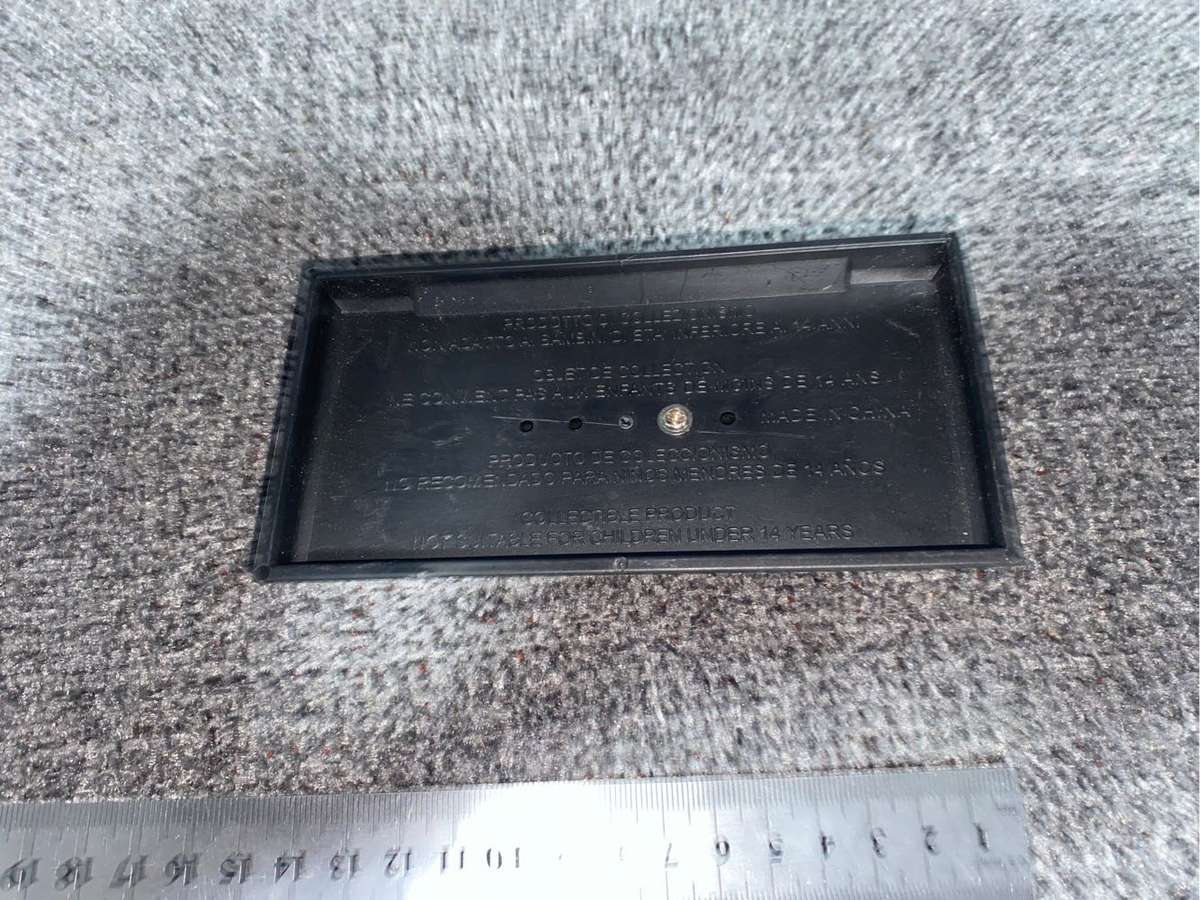 PRODOTTO DI COLLEZIONISMO
NON ADATTO AI BAMBINI DI ETA' INFERIORE A 14 ANNI
OBJET DE COLLECTION
NE CONVIENT PAS AUX ENFANTS DE MOINS DE 14 ANS
MADE IN CHINA
PRODUCTO DE COLECCIONISMO
NO RECOMENDADO PARA NINOS MENORES DE 14 AÑOS
COLLECTIBLE PRODUCT
NOT SUITABLE FOR CHILDREN UNDER 14 YEARS
19 18 17 16 15 14 13 12 11 10 7 6 5 4 3 2 1